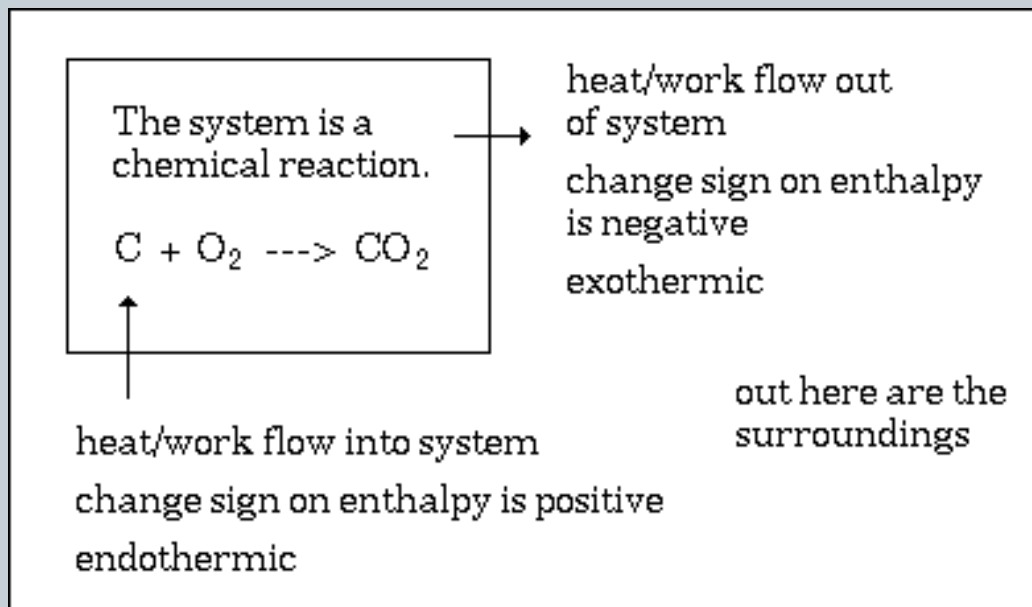 The system is a
chemical reaction.
C + O₂ ---> CO₂
heat/work flow out
of system
change sign on enthalpy
is negative
exothermic
out here are the
surroundings
heat/work flow into system
change sign on enthalpy is positive
endothermic